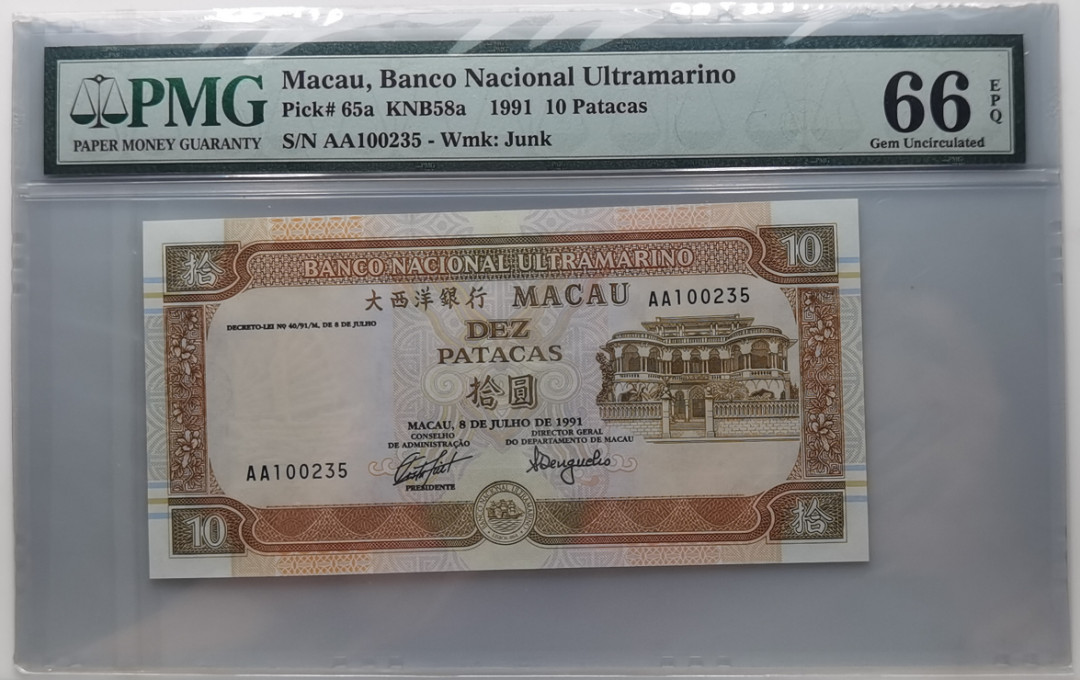 PMG
PAPER MONEY GUARANTY
Macau, Banco Nacional Ultramarino
Pick# 65a KNB58a 1991 10 Patacas
S/N AA100235 - Wmk: Junk
66
EPQ
Gem Uncirculated
拾
10
BANCO NACIONAL ULTRAMARINO
大西洋銀行 MACAU AA100235
DECRETO-LEI Nº 40/91/M, DE 8 DE JULHO
DEZ
PATACAS
拾圓
MACAU, 8 DE JULHO DE 1991
CONSELHO
DE ADMINISTRAÇÃO
DIRECTOR GERAL
DO DEPARTAMENTO DE MACAU
AA100235
PRESIDENTE
10
拾